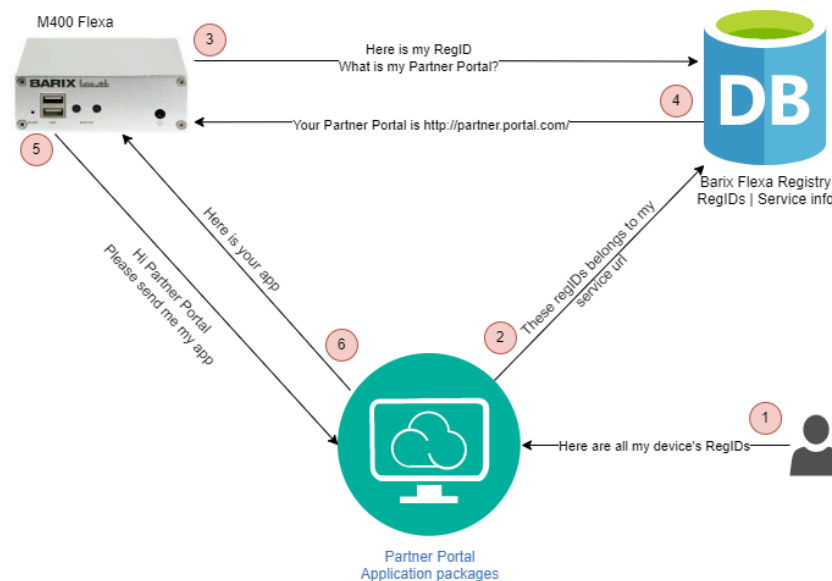 M400 Flexa
3
Here is my RegID
What is my Partner Portal?
BARIX
DB
4
Your Partner Portal is http://partner.portal.com/
5
Barix Flexa Registry
RegIDs | Service info
Here is your app
Hi Partner Portal
Please send me my app
These regIDs belongs to my
service url
6
2
1
Here are all my device's RegIDs
Partner Portal
Application packages